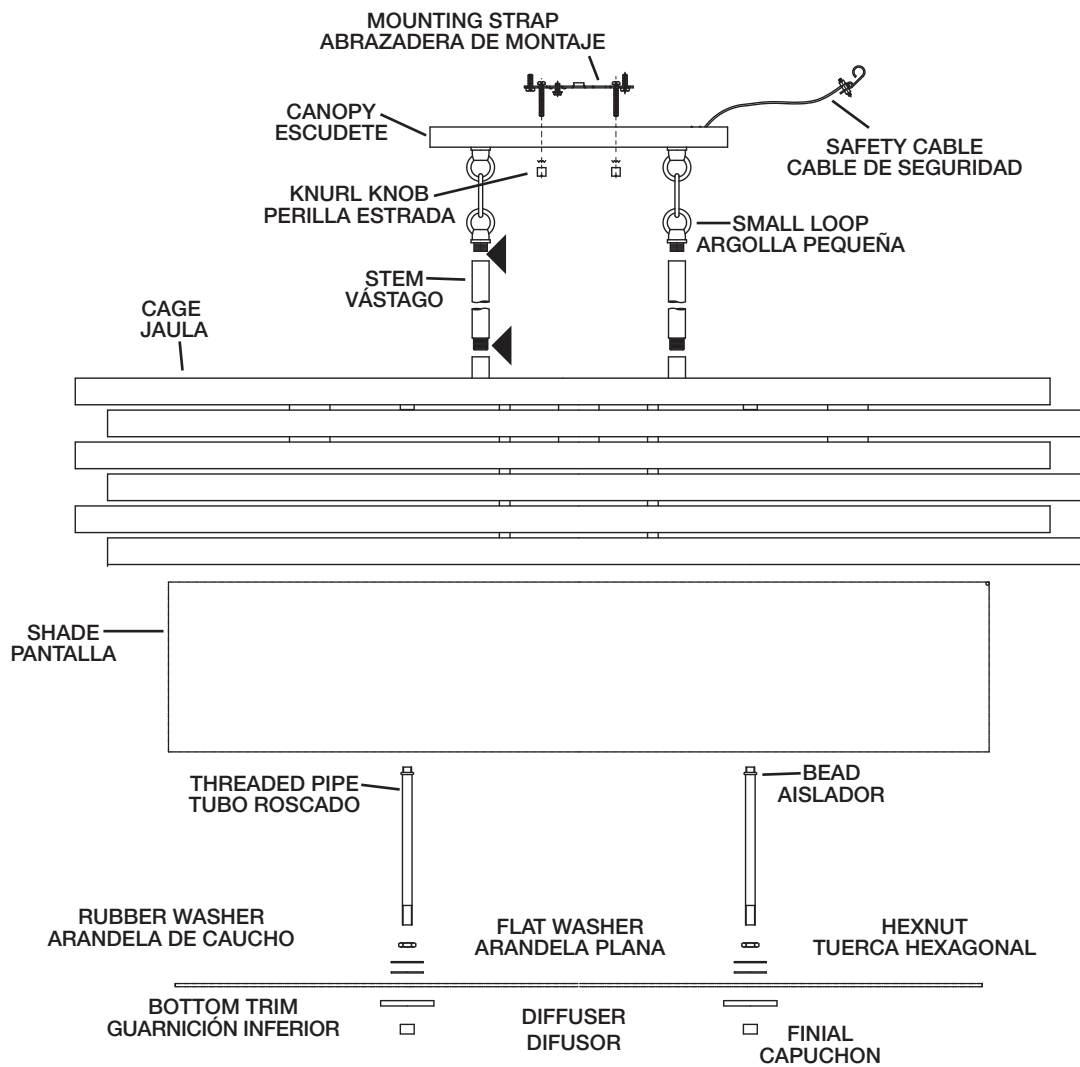 MOUNTING STRAP
ABRAZADERA DE MONTAJE
CANOPY
ESCUDETE
SAFETY CABLE
CABLE DE SEGURIDAD
KNURL KNOB
PERILLA ESTRADA
SMALL LOOP
ARGOLLA PEQUEÑA
STEM
VÁSTAGO
CAGE
JAULA
SHADE
PANTALLA
THREADED PIPE
TUBO ROSCADO
BEAD
AISLADOR
RUBBER WASHER
ARANDELA DE CAUCHO
FLAT WASHER
ARANDELA PLANA
HEXNUT
TUERCA HEXAGONAL
BOTTOM TRIM
GUARNICIÓN INFERIOR
DIFFUSER
DIFUSOR
FINIAL
CAPUCHON